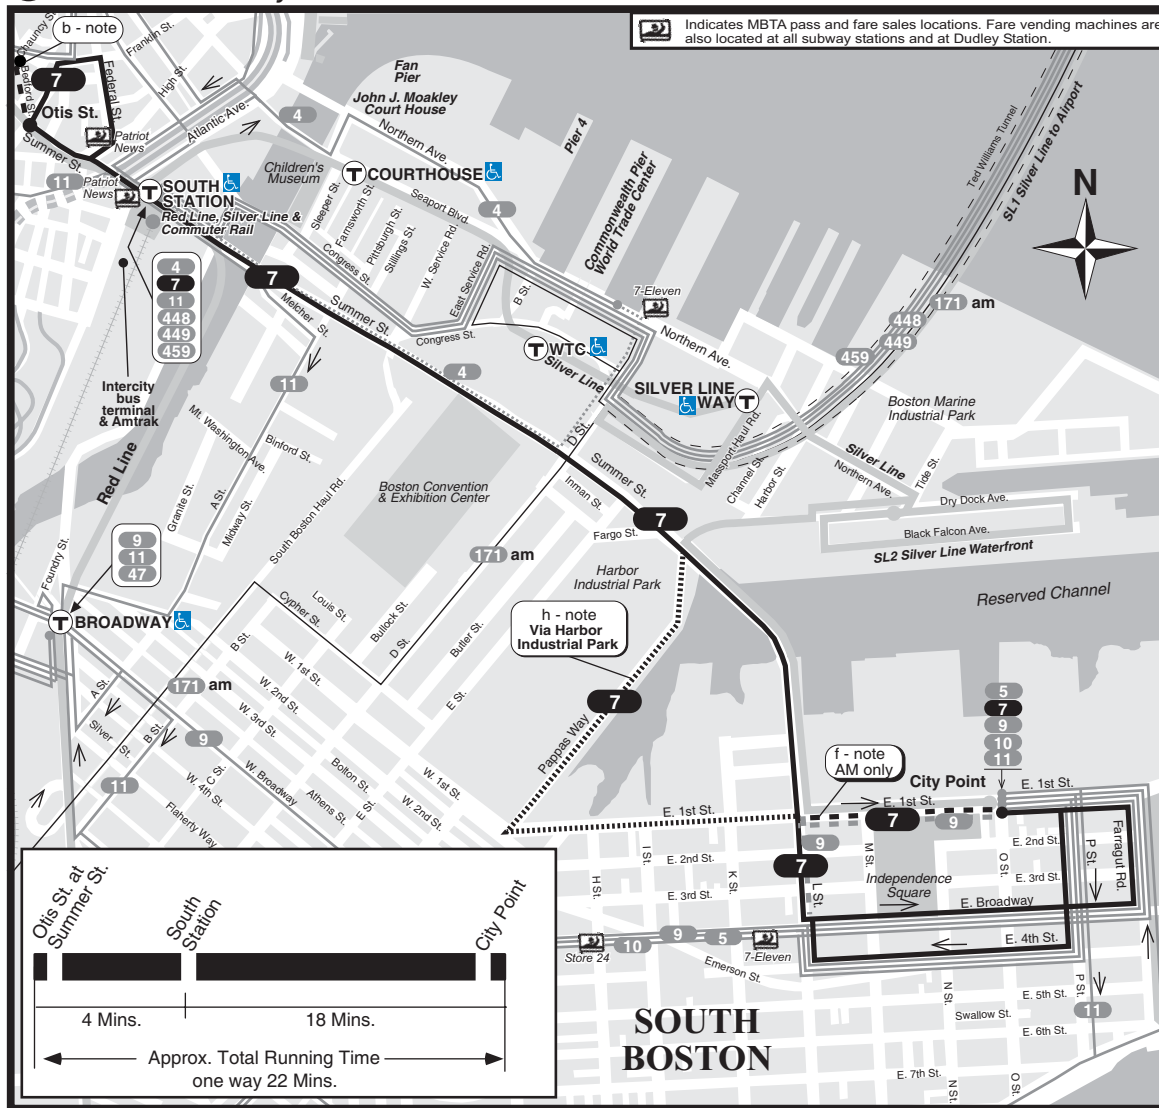 Indicates MBTA pass and fare sales locations. Fare vending machines are
also located at all subway stations and at Dudley Station.
b - note
Chauncy St.
Bedford St.
Franklin St.
High St.
7
Federal St.
Otis St.
Summer St.
Atlantic Ave.
Patriot
News
11
Patriot
News
T
SOUTH
STATION
Red Line, Silver Line &
Commuter Rail
4
Fan
Pier
John J. Moakley
Court House
Northern Ave.
Children's
Museum
T
COURTHOUSE
Seaport Blvd.
4
Pier 4
Commonwealth Pier
World Trade Center
Ted Williams Tunnel
SL1 Silver Line to Airport
N
Sleeper St.
Farnsworth St.
Pittsburgh St.
Stillings St.
W. Service Rd.
East Service Rd.
B St.
Congress St.
7-Eleven
4
7
11
448
449
459
7
Melcher St.
Summer St.
Congress St.
T
WTC
Silver Line
Northern Ave.
171 am
448
449
459
Intercity
bus
terminal
& Amtrak
11
4
SILVER LINE
WAY
T
Boston Marine
Industrial Park
Red Line
Mt. Washington Ave.
Binford St.
D St.
Summer St.
Massport Haul Rd.
Channel St.
Harbor St.
Silver Line
Northern Ave.
Tide St.
Granite St.
A St.
Midway St.
South Boston Haul Rd.
Boston Convention
& Exhibition Center
Inman St.
Fargo St.
7
Dry Dock Ave.
Black Falcon Ave.
SL2 Silver Line Waterfront
9
11
47
Foundry St.
171 am
Harbor
Industrial Park
Reserved Channel
T
BROADWAY
Cypher St.
Louis St.
Bullock St.
D St.
Butler St.
h - note
Via Harbor
Industrial Park
B St.
W. 1st St.
W. 2nd St.
W. 3rd St.
E St.
7
Pappas Way
A St.
171 am
Silver St.
B St.
9
5
7
9
10
11
11
W. 4th St.
C St.
W. Broadway
Flaherty Way
Bolton St.
Athens St.
E St.
W. 1st St.
W. 2nd St.
f - note
AM only
City Point
E. 1st St.
E. 1st St.
E. 1st St.
7
9
9
I St.
E. 2nd St.
K St.
E. 3rd St.
H St.
7
L St.
M St.
Independence
Square
O St.
E. 2nd St.
E. 3rd St.
E. Broadway
P St.
Farragut Rd.
E. 4th St.
Store 24
10
9
5
7-Eleven
Emerson St.
N St.
E. 5th St.
Swallow St.
E. 6th St.
P St.
11
E. 7th St.
N St.
O St.
SOUTH
BOSTON
Otis St. at
Summer St.
South
Station
City Point
4 Mins.
18 Mins.
Approx. Total Running Time
one way 22 Mins.